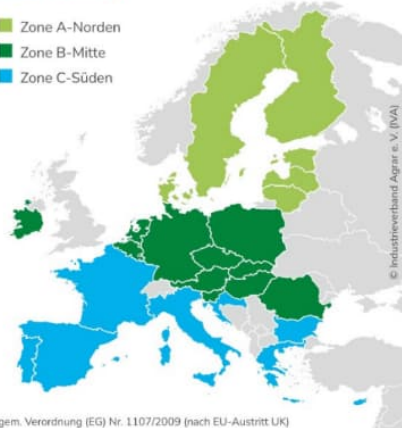 Zone A-Norden
Zone B-Mitte
Zone C-Süden
© Industrieverband Agrar e. V. (IVA)
gem. Verordnung (EG) Nr. 1107/2009 (nach EU-Austritt UK)